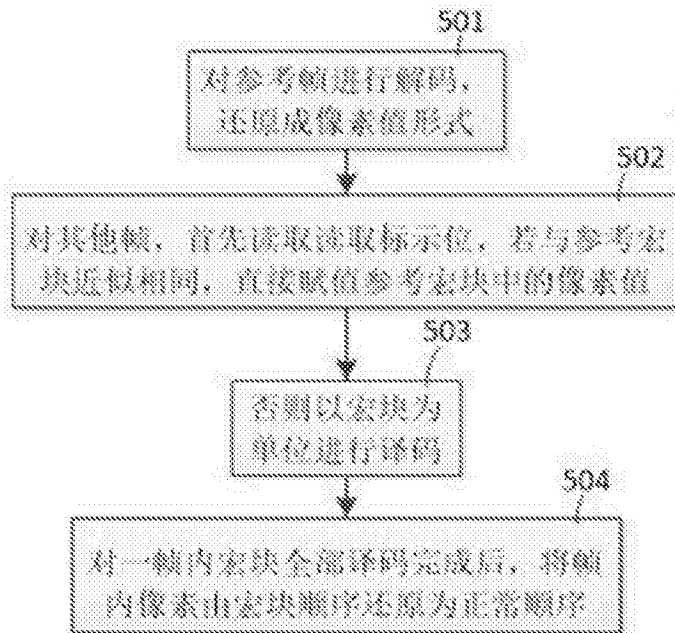 501
对参考帧进行解码，
还原成像素值形式
502
对其他帧，首先读取读取标示位，若与参考宏
块近似相同，直接赋值参考宏块中的像素值
503
否则以宏块为
单位进行译码
504
对一帧内宏块全部译码完成后，将帧
内像素由宏块顺序还原为正常顺序